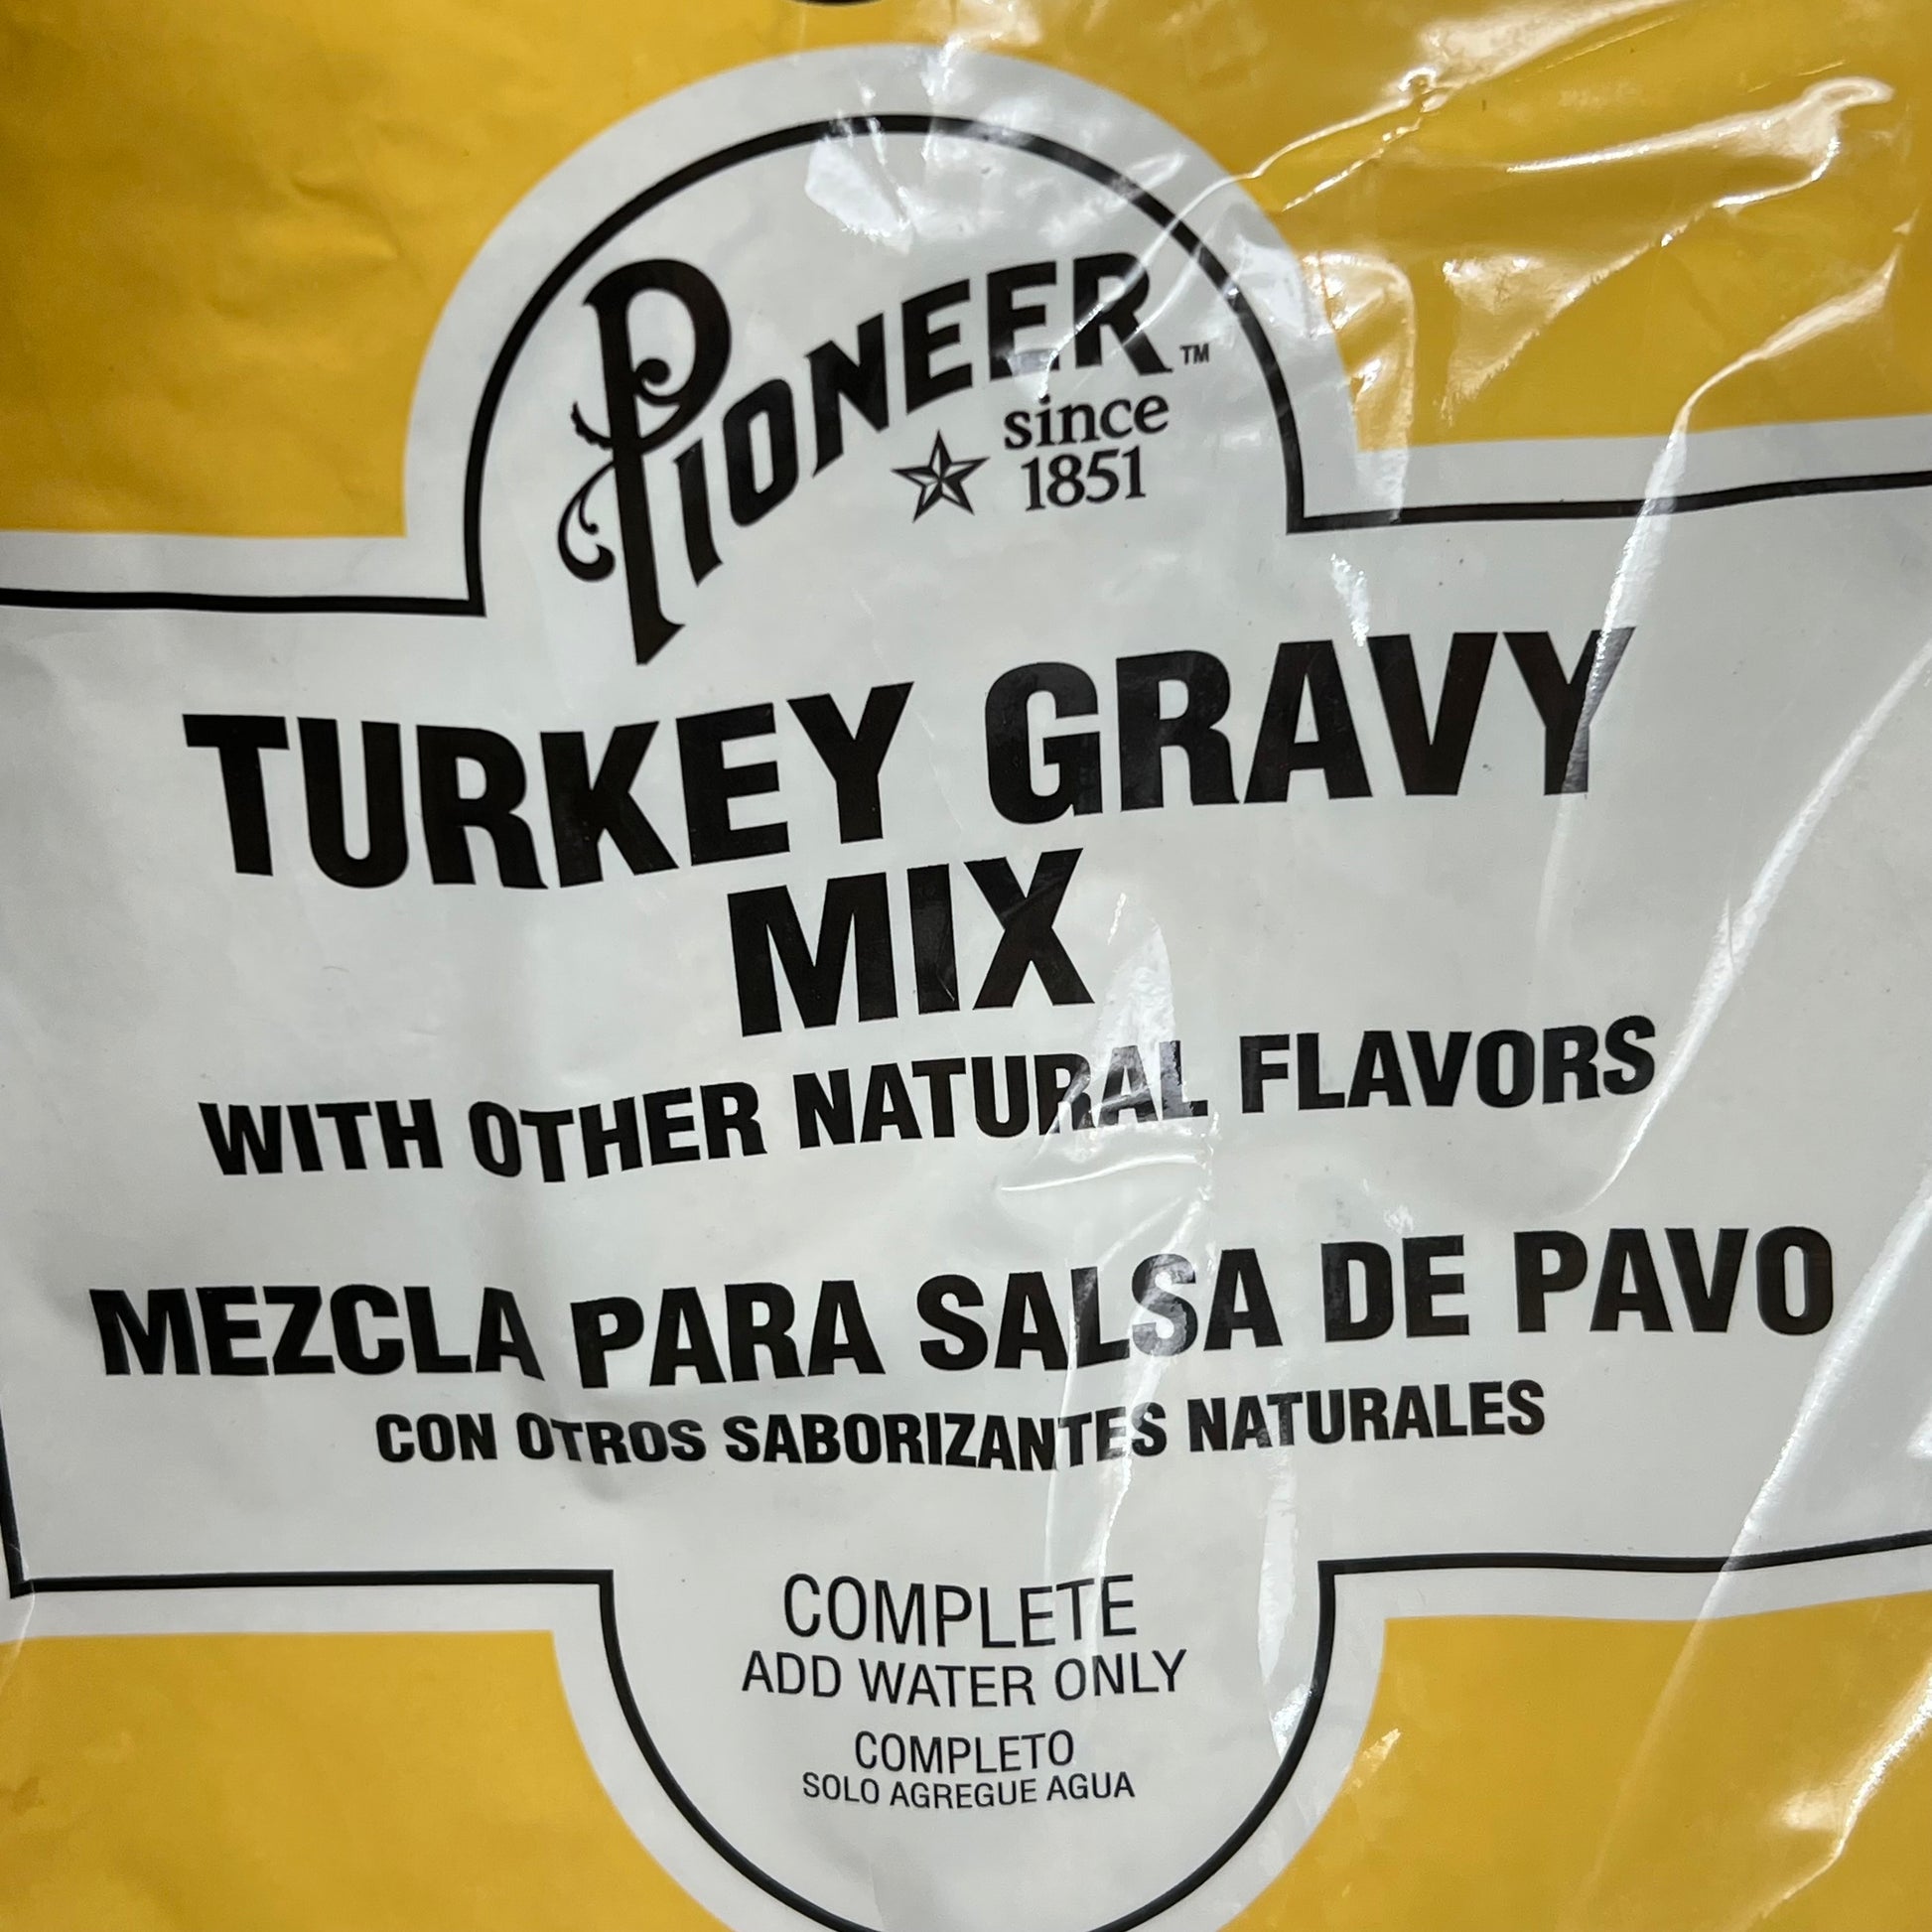 PIONEER™
since
1851
TURKEY GRAVY
MIX
WITH OTHER NATURAL FLAVORS
MEZCLA PARA SALSA DE PAVO
CON OTROS SABORIZANTES NATURALES
COMPLETE
ADD WATER ONLY
COMPLETO
SOLO AGREGUE AGUA